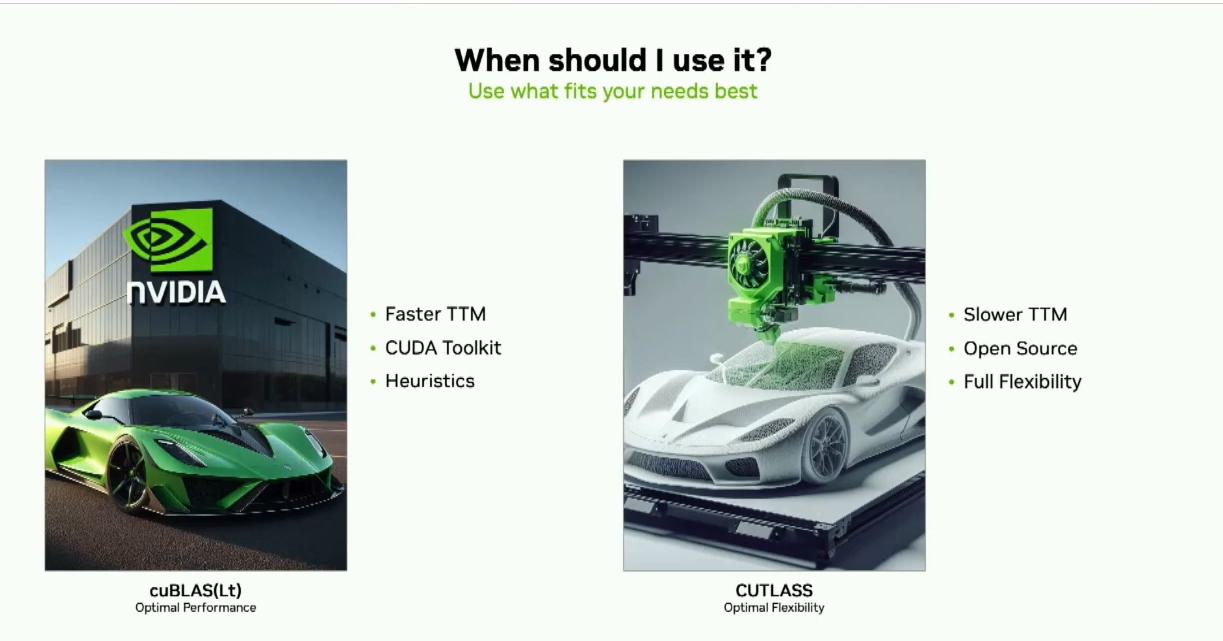 When should I use it?
Use what fits your needs best
NVIDIA
• Faster TTM
• CUDA Toolkit
• Heuristics
cuBLAS(Lt)
Optimal Performance
• Slower TTM
• Open Source
• Full Flexibility
CUTLASS
Optimal Flexibility